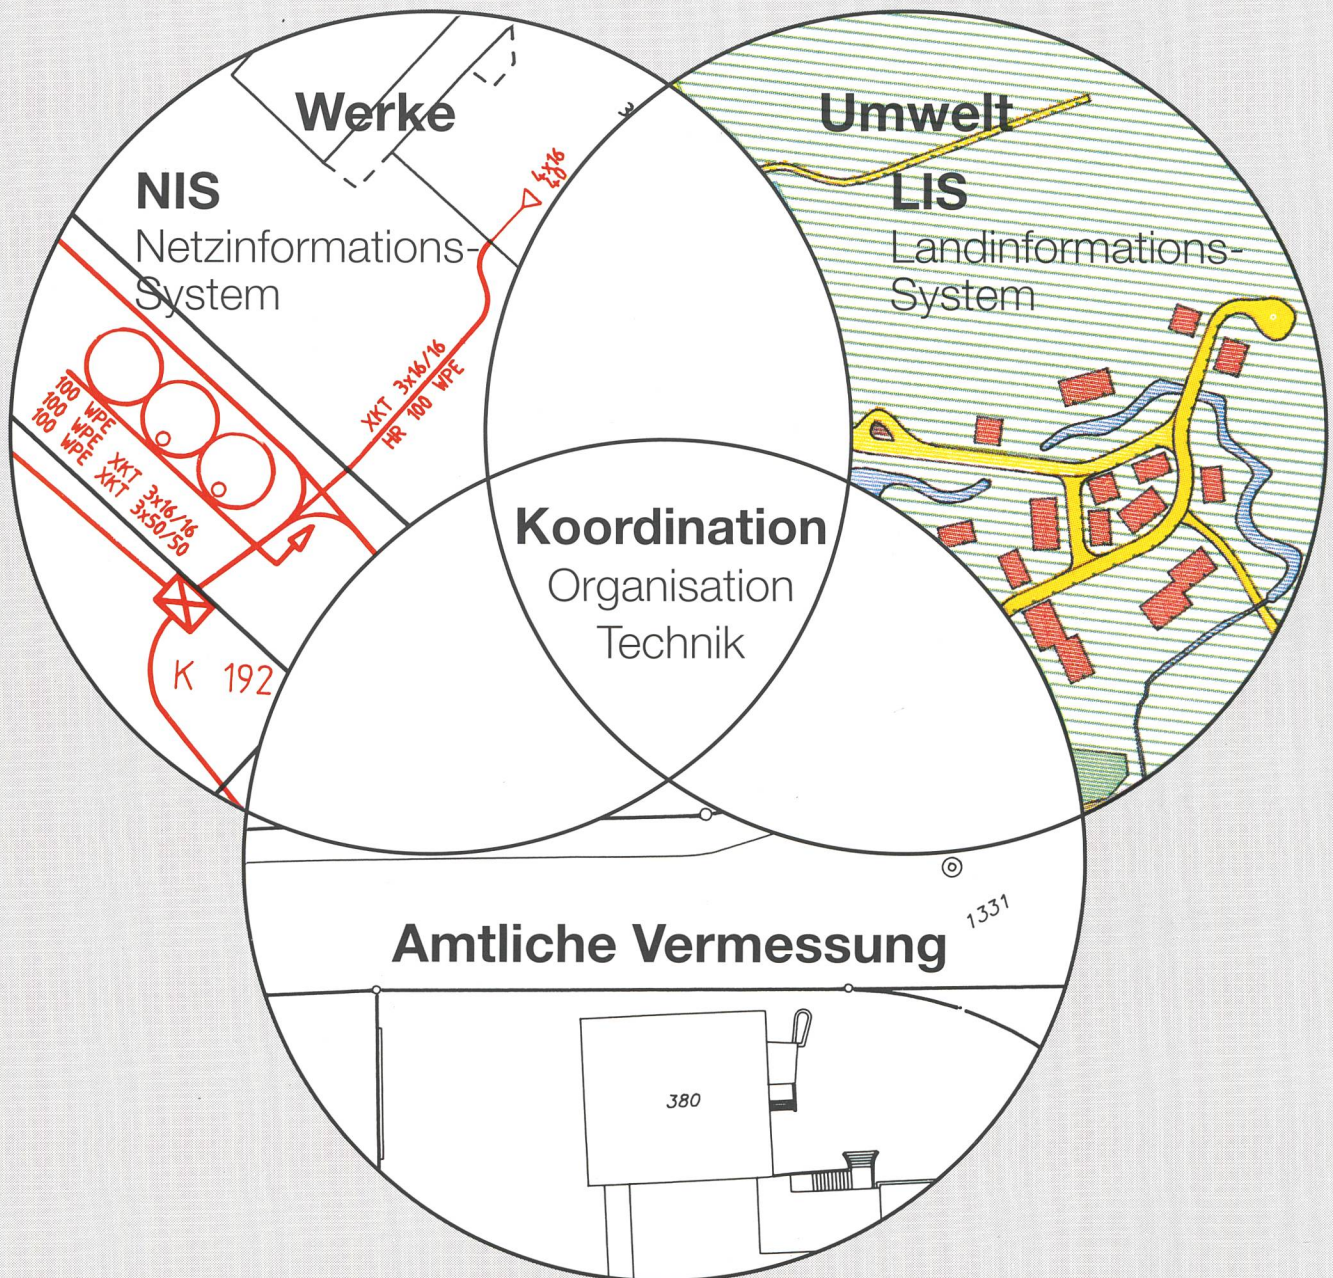 Werke
NIS
Netzinformations-
System
4x16
XKT 3x16/16
HR 100 WPE
100 WPE
100 WPE XKT 3x16/16
100 WPE XKT 3x50/50
K 192
Umwelt
LIS
Landinformations-
System
Koordination
Organisation
Technik
1331
Amtliche Vermessung
380